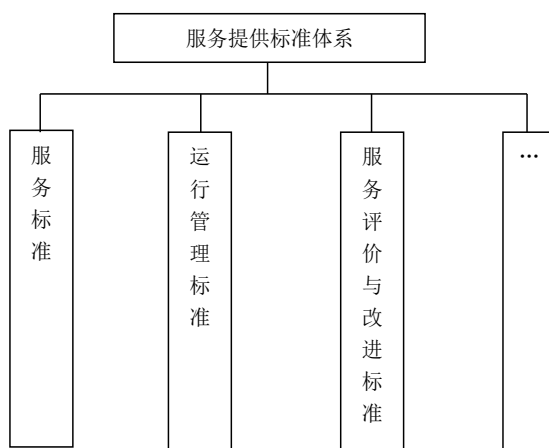 服务提供标准体系
服务标准
运行管理标准
服务评价与改进标准
…